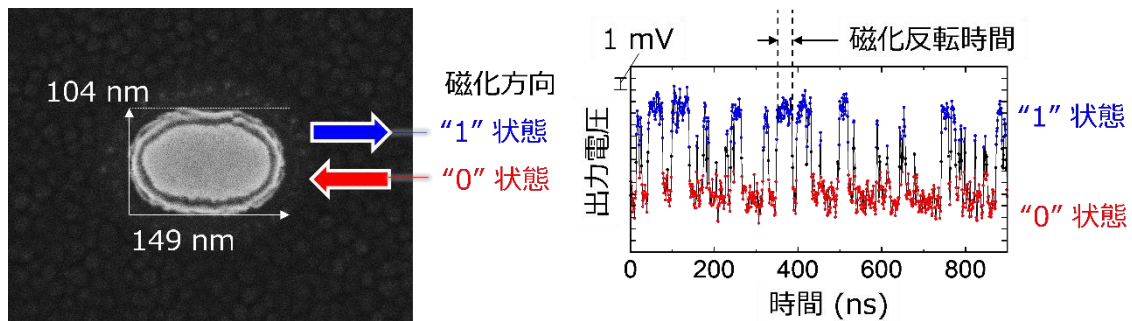 104 nm
149 nm
磁化方向
“1” 状態
“0” 状態
1 mV
磁化反転時間
出力電圧
“1” 状態
“0” 状態
0 200 400 600 800
時間 (ns)